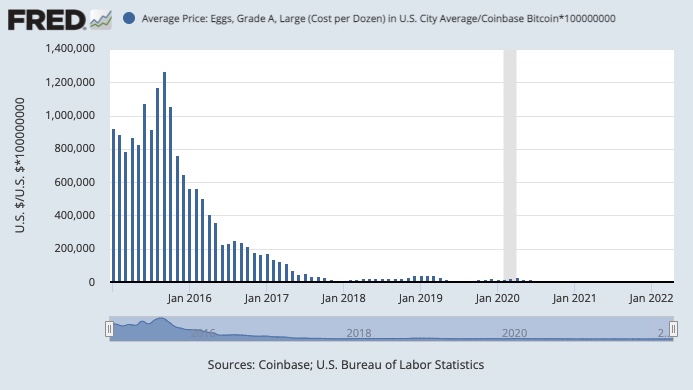 FRED
Average Price: Eggs, Grade A, Large (Cost per Dozen) in U.S. City Average/Coinbase Bitcoin*100000000
U.S. $/U.S. $*100000000
1,400,000
1,200,000
1,000,000
800,000
600,000
400,000
200,000
0
Jan 2016 Jan 2017 Jan 2018 Jan 2019 Jan 2020 Jan 2021 Jan 2022
2016 2018 2020 2...
Sources: Coinbase; U.S. Bureau of Labor Statistics